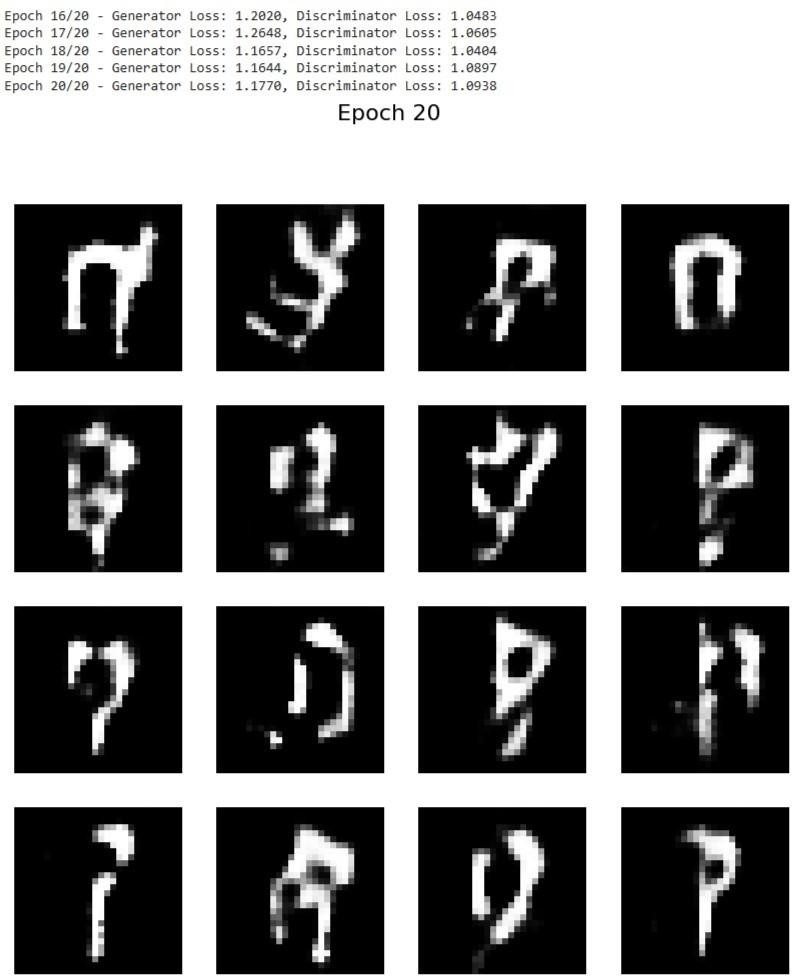 Epoch 16/20 - Generator Loss: 1.2020, Discriminator Loss: 1.0483
Epoch 17/20 - Generator Loss: 1.2648, Discriminator Loss: 1.0605
Epoch 18/20 - Generator Loss: 1.1657, Discriminator Loss: 1.0404
Epoch 19/20 - Generator Loss: 1.1644, Discriminator Loss: 1.0897
Epoch 20/20 - Generator Loss: 1.1770, Discriminator Loss: 1.0938
Epoch 20